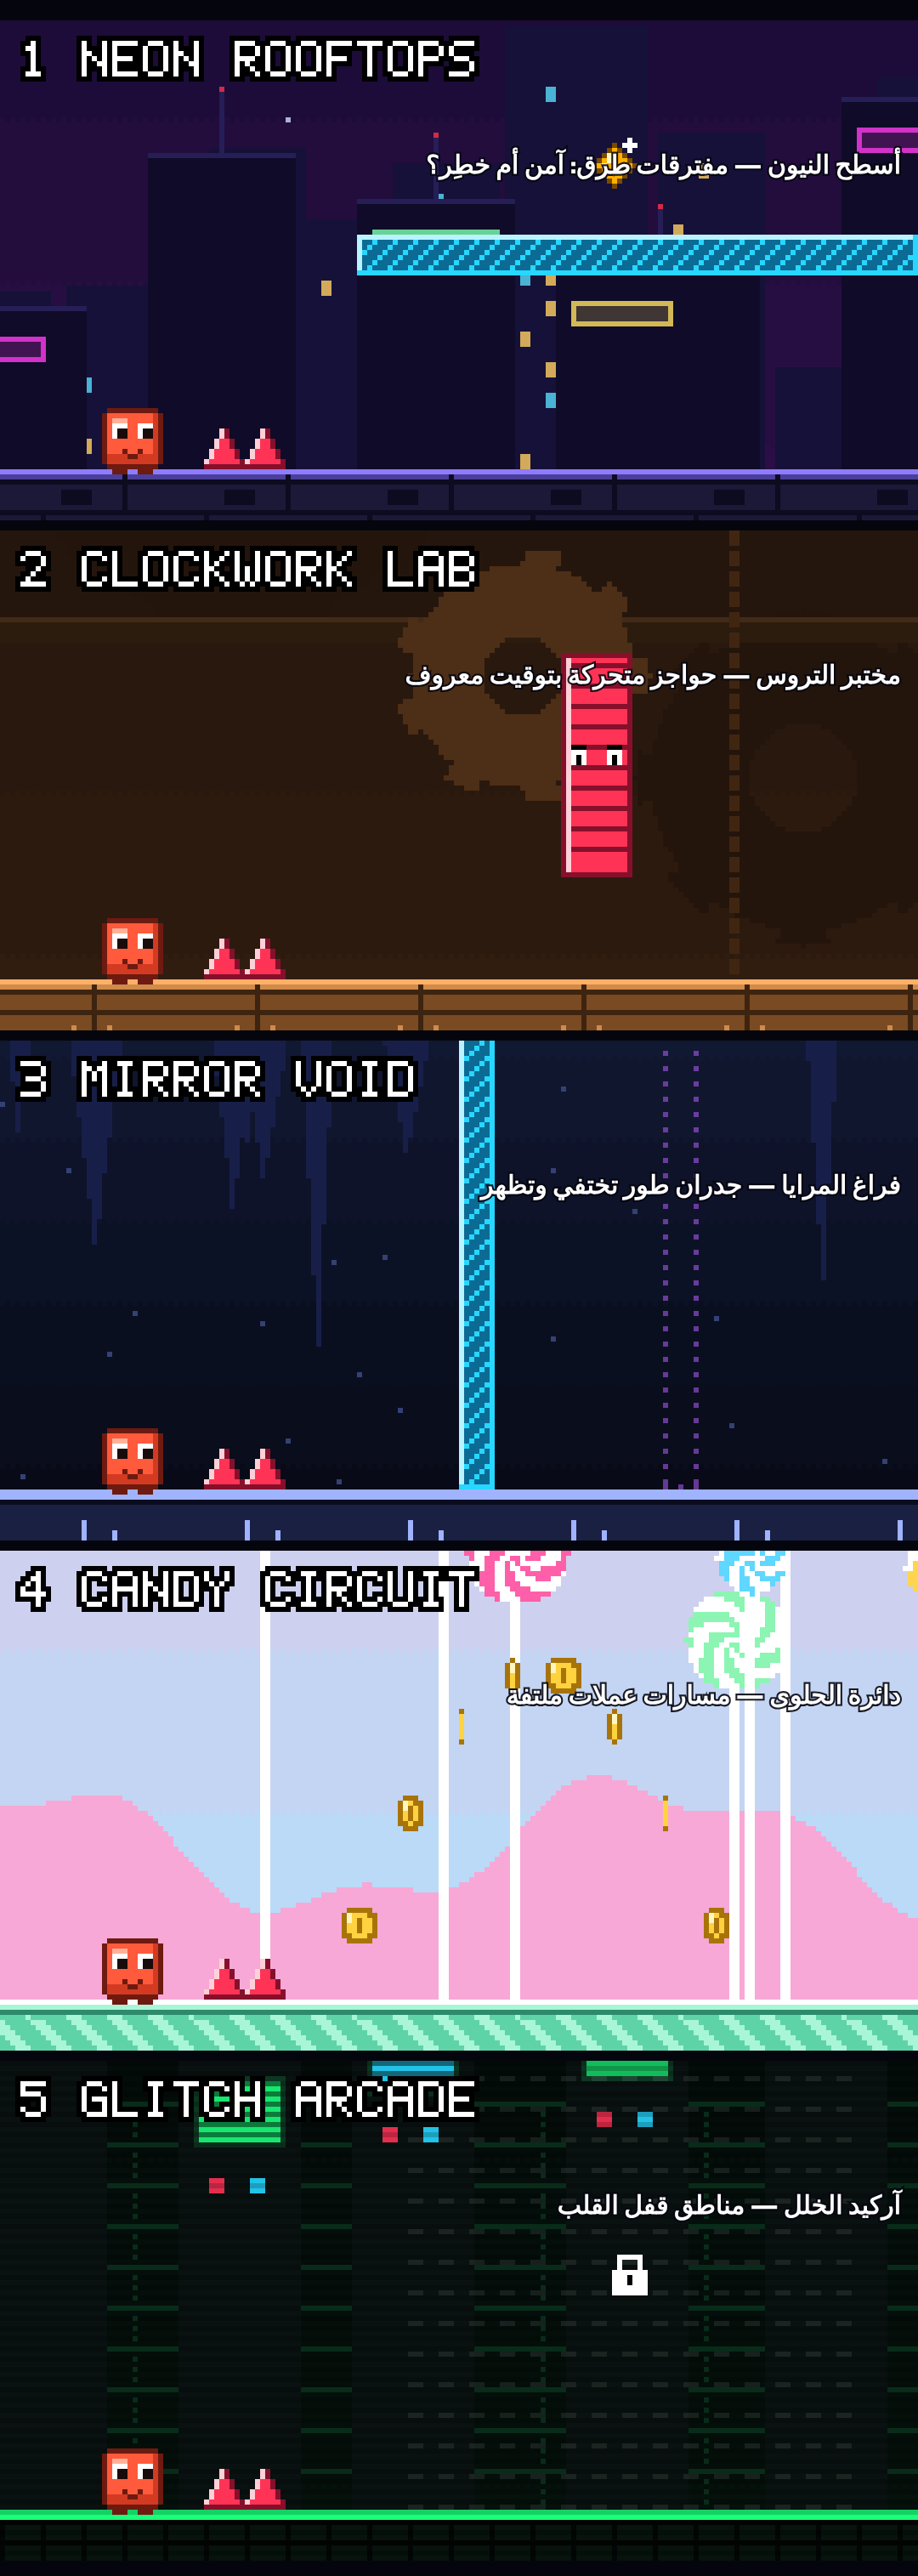 1 NEON ROOFTOPS
أسطح النيون — مفترقات طرق: آمن أم خطِر؟
2 CLOCKWORK LAB
مختبر التروس — حواجز متحركة بتوقيت معروف
3 MIRROR VOID
فراغ المرايا — جدران طور تختفي وتظهر
4 CANDY CIRCUIT
دائرة الحلوى — مسارات عملات ملتفة
5 GLITCH ARCADE
آركيد الخلل — مناطق قفل القلب